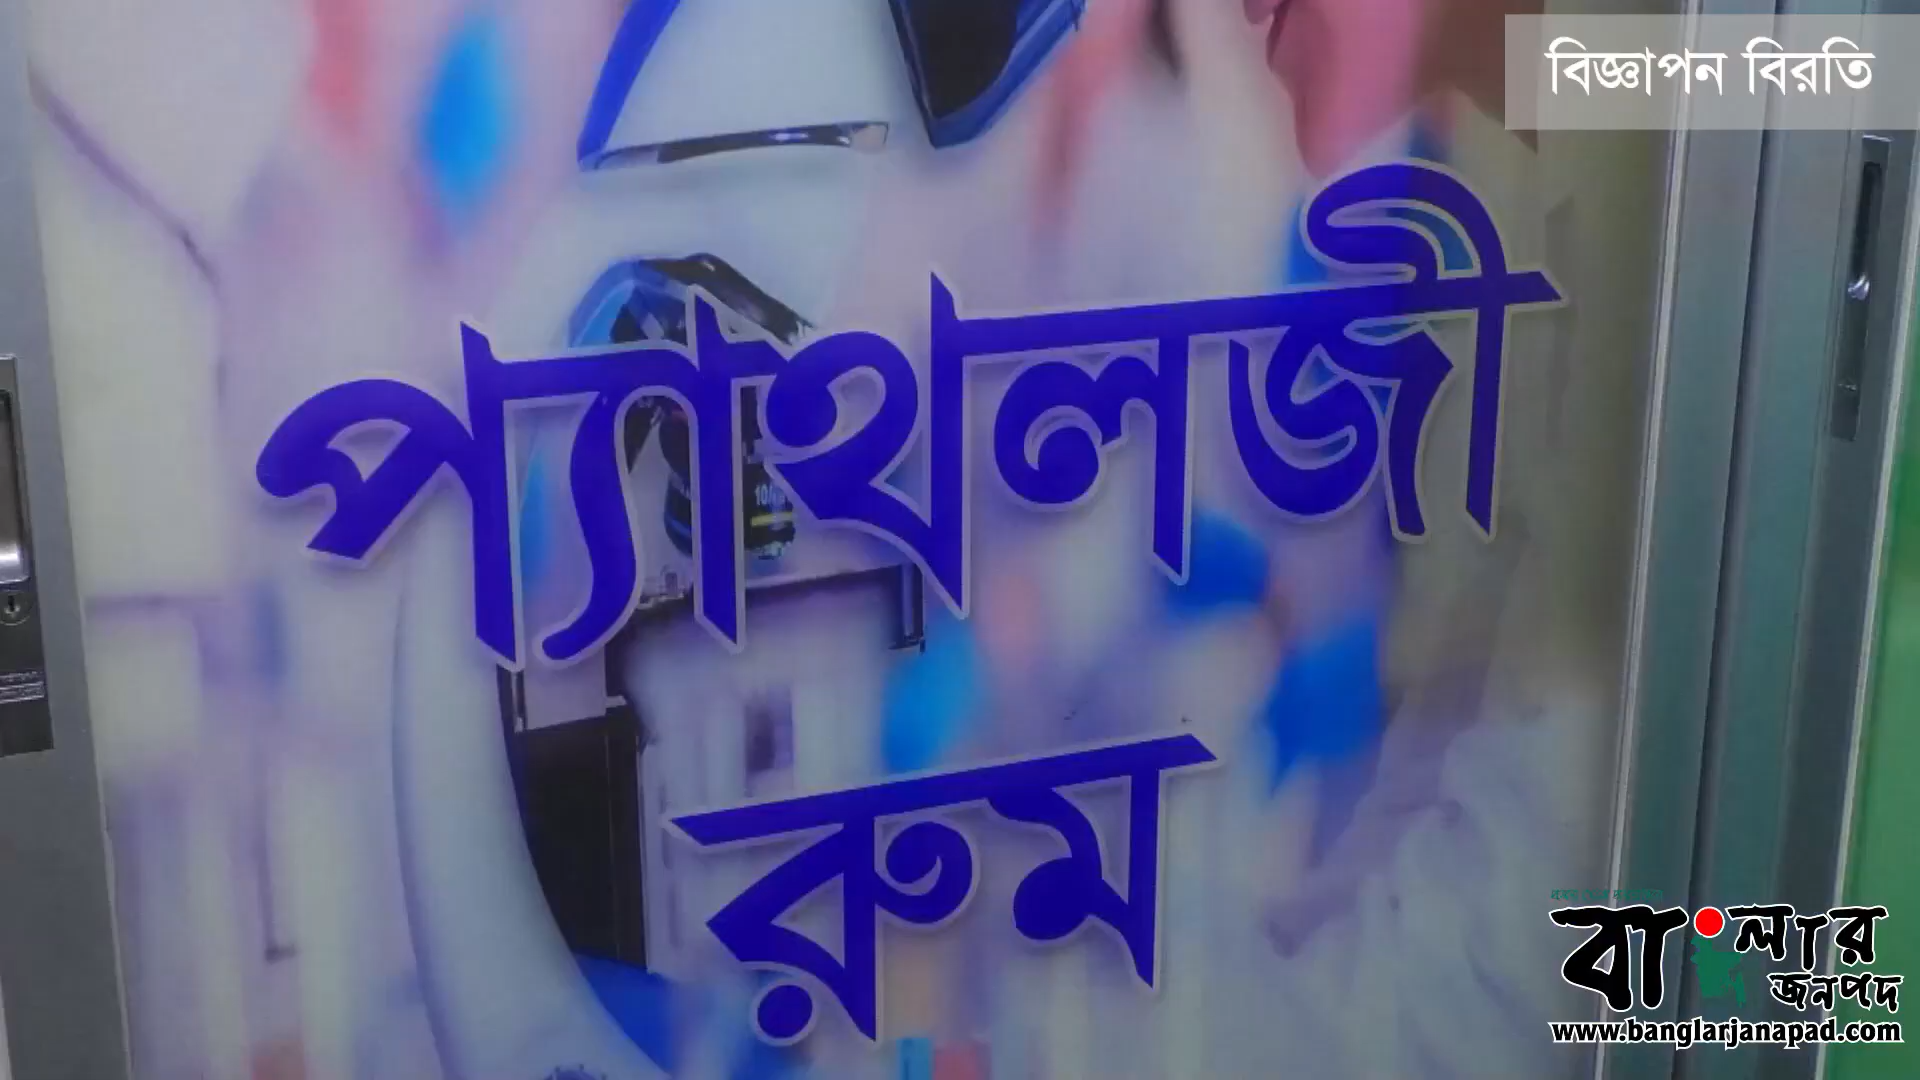 বিজ্ঞাপন বিরতি
প্যাথলজী
রুম
বাংলার
জনপদ
www.banglarjanapad.com